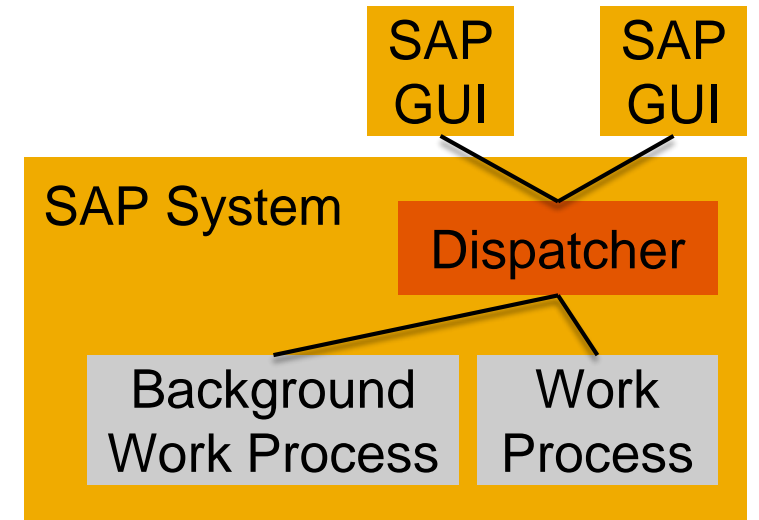 SAP
GUI
SAP
GUI
SAP System
Dispatcher
Background
Work Process
Work
Process